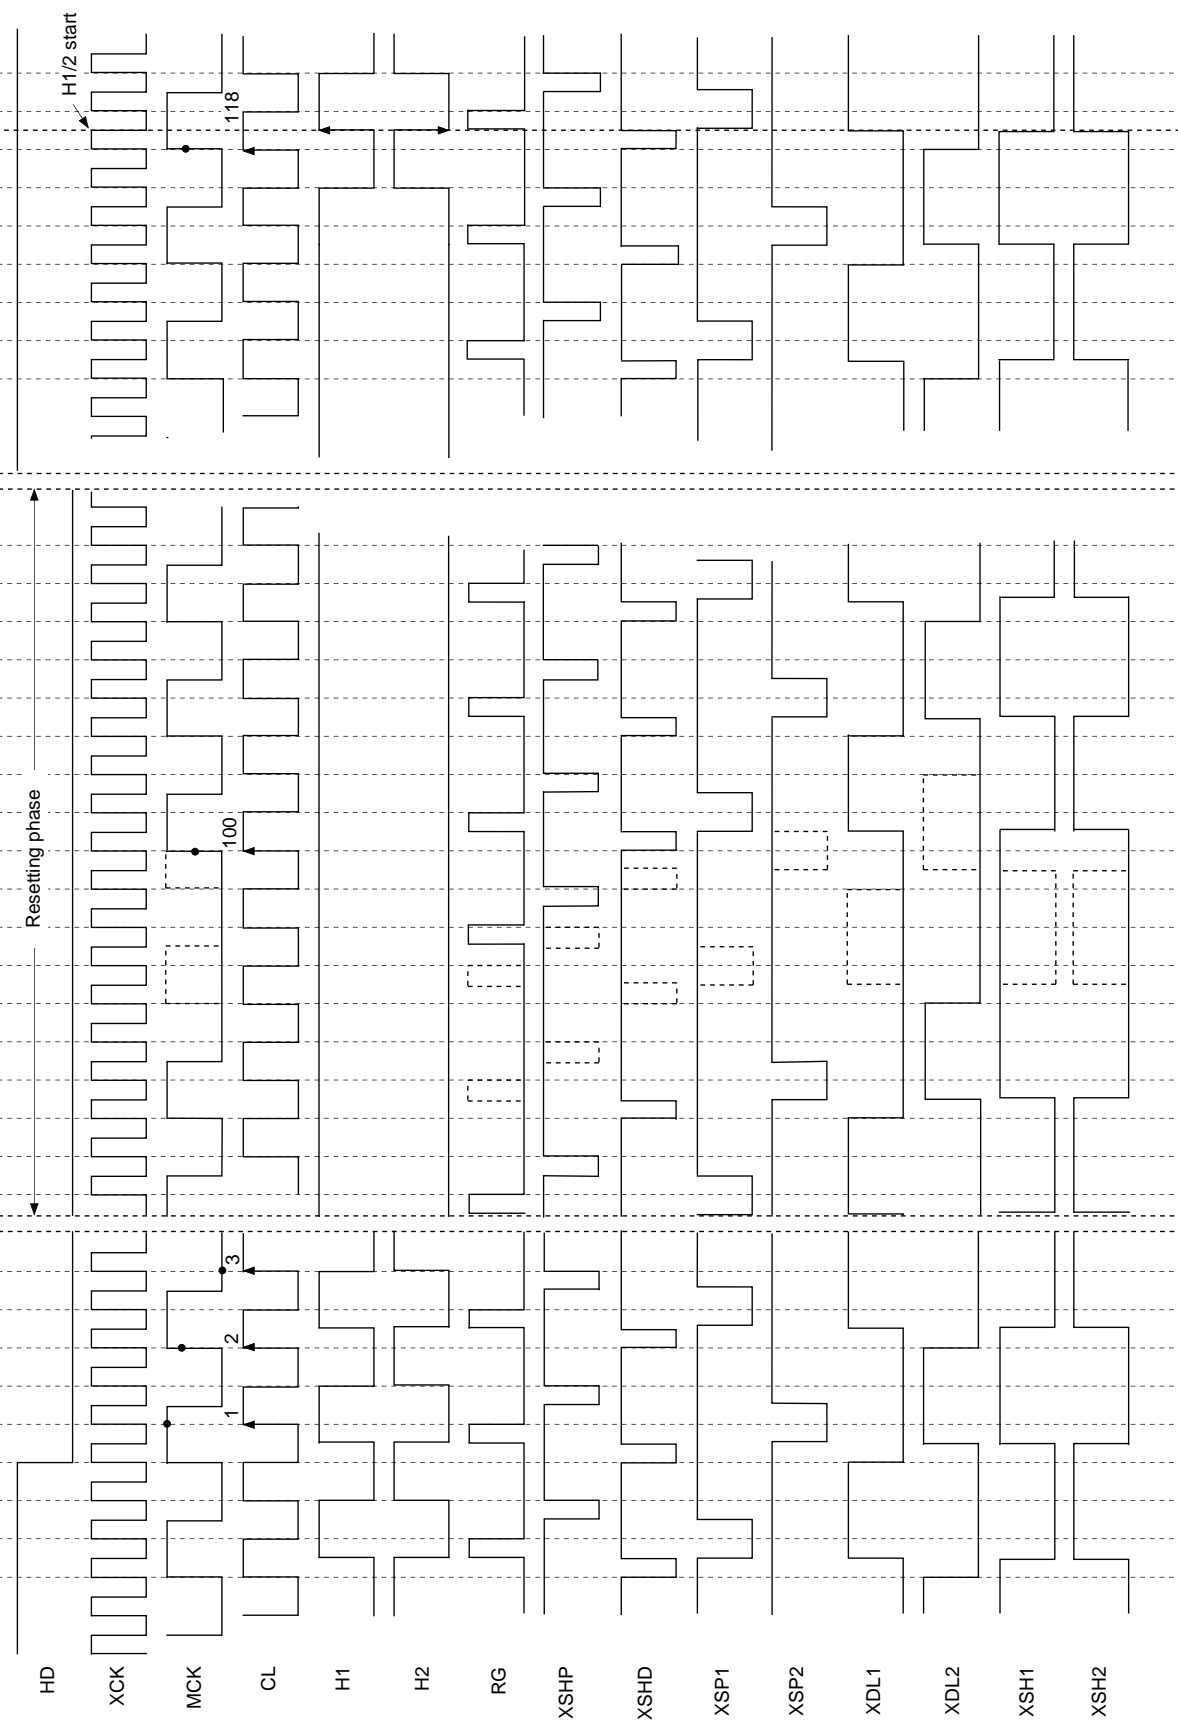 HD
XCK
MCK
CL
H1
H2
RG
XSHP
XSHD
XSP1
XSP2
XDL1
XDL2
XSH1
XSH2
1
2
3
Resetting phase
100
118
H1/2 start